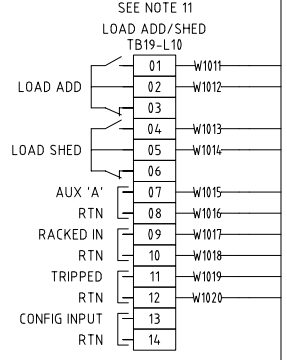 SEE NOTE 11
LOAD ADD/SHED
TB19-L10
01 W1011
LOAD ADD 02 W1012
03
04 W1013
LOAD SHED 05 W1014
06
AUX 'A' 07 W1015
RTN 08 W1016
RACKED IN 09 W1017
RTN 10 W1018
TRIPPED 11 W1019
RTN 12 W1020
CONFIG INPUT 13
RTN 14